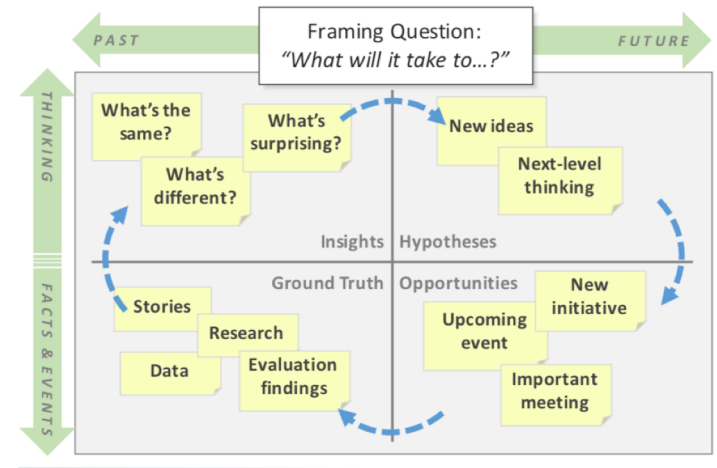 Framing Question:
“What will it take to…?”
PAST
FUTURE
THINKING
FACTS & EVENTS
What’s the
same?
What’s
different?
What’s
surprising?
New ideas
Next-level
thinking
Insights
Hypotheses
Ground Truth
Opportunities
Stories
Research
Data
Evaluation
findings
New
initiative
Upcoming
event
Important
meeting